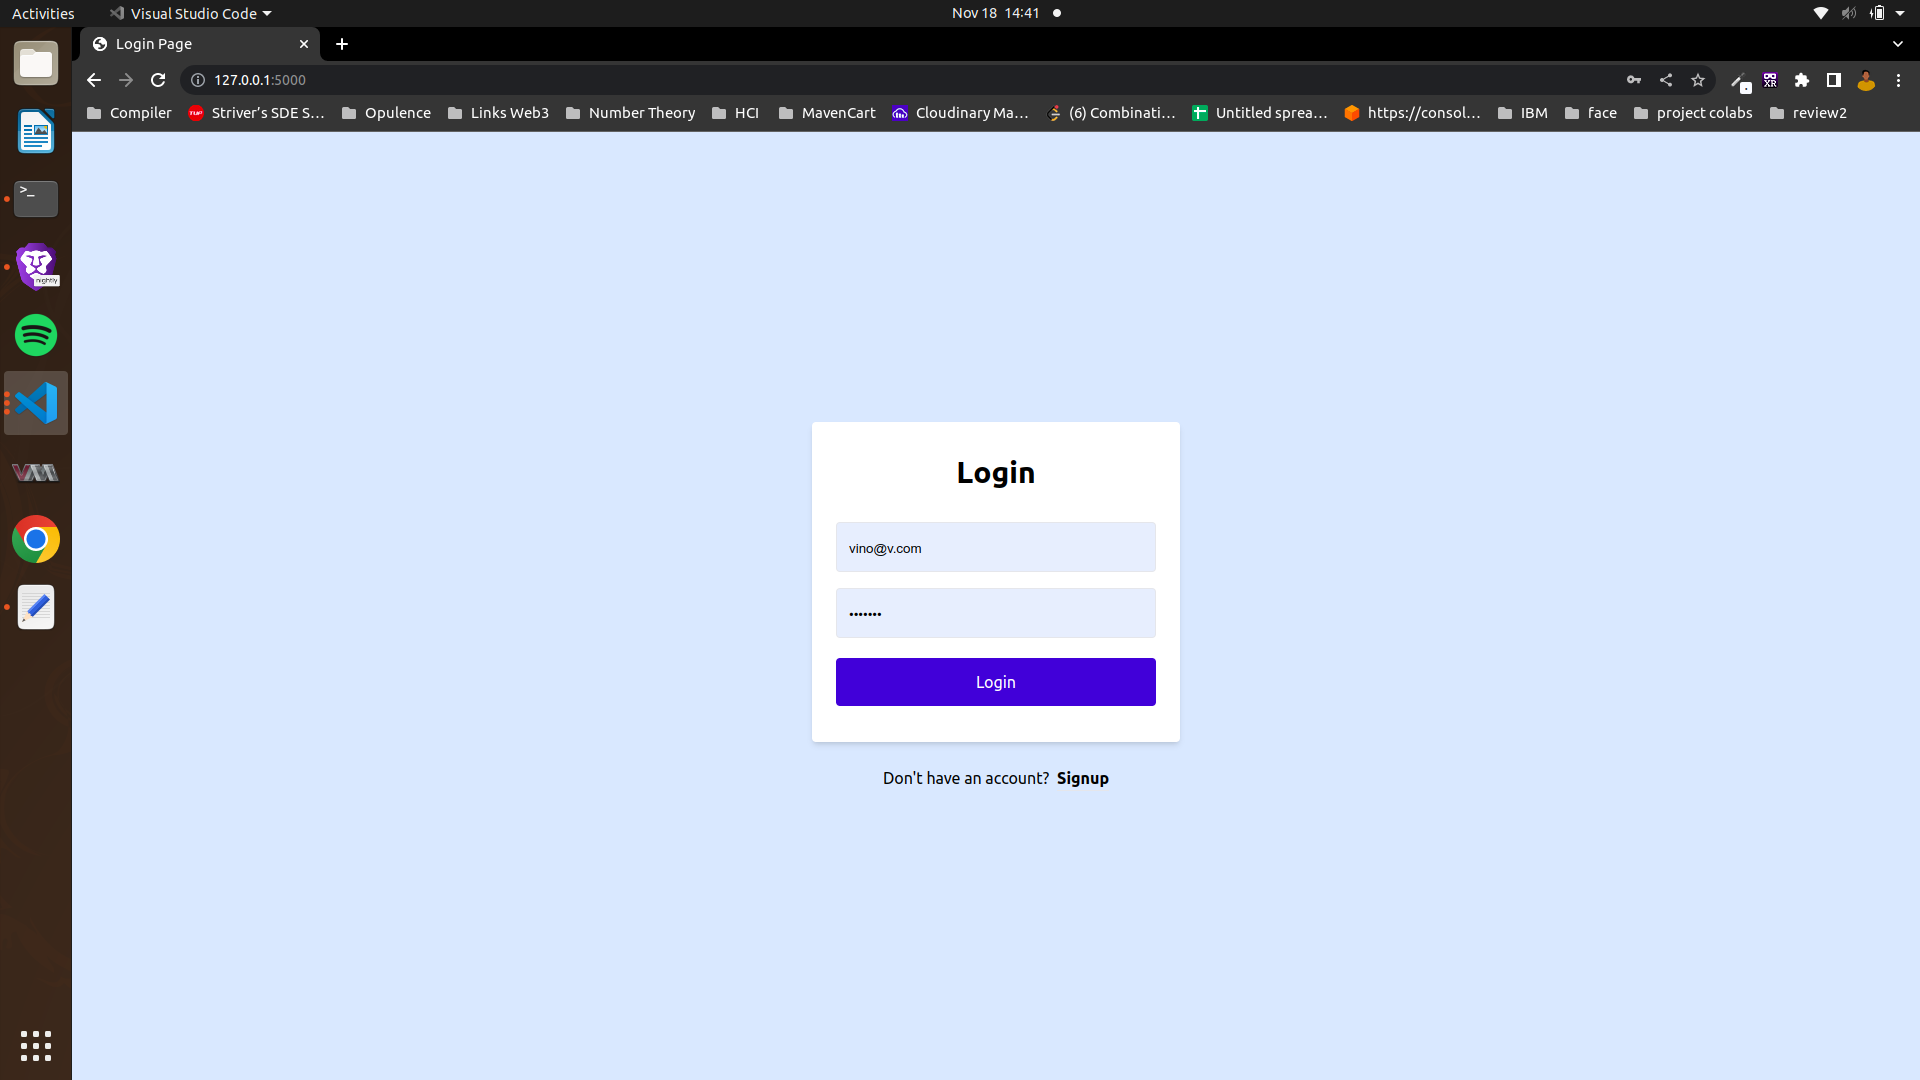 Activities Visual Studio Code Nov 18 14:41
Login Page
127.0.0.1:5000
Compiler Striver's SDE S... Opulence Links Web3 Number Theory HCI MavenCart Cloudinary Ma... (6) Combinati... Untitled sprea... https://consol... IBM face project colabs review2
>_
nightly
Login
vino@v.com
•••••••
Login
Don't have an account? Signup